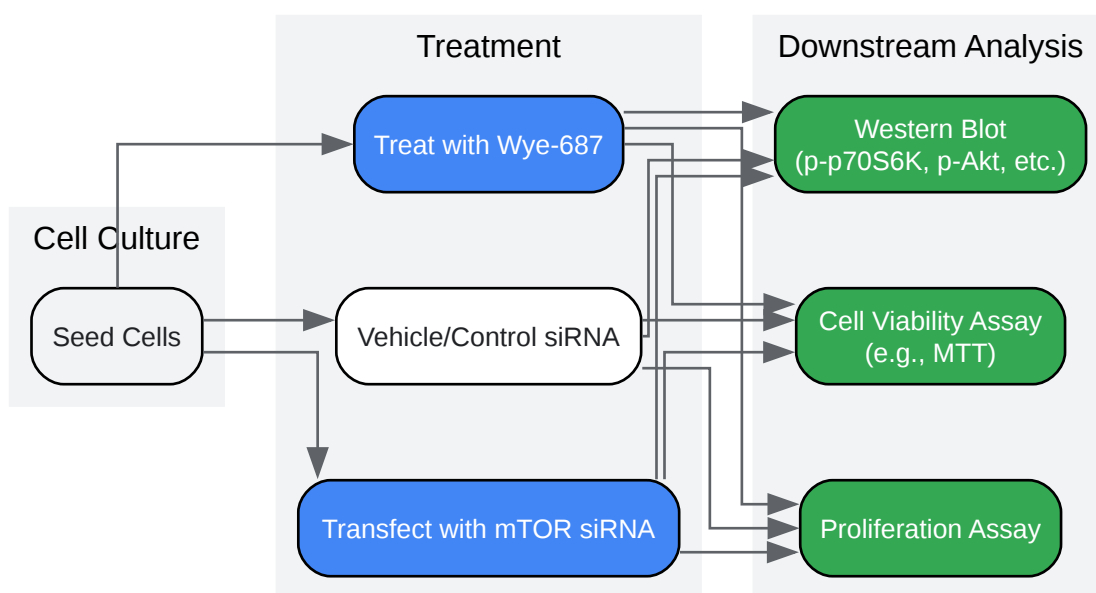 Treatment
Downstream Analysis
Treat with Wye-687
Western Blot
(p-p70S6K, p-Akt, etc.)
Cell Culture
Seed Cells
Vehicle/Control siRNA
Cell Viability Assay
(e.g., MTT)
Transfect with mTOR siRNA
Proliferation Assay